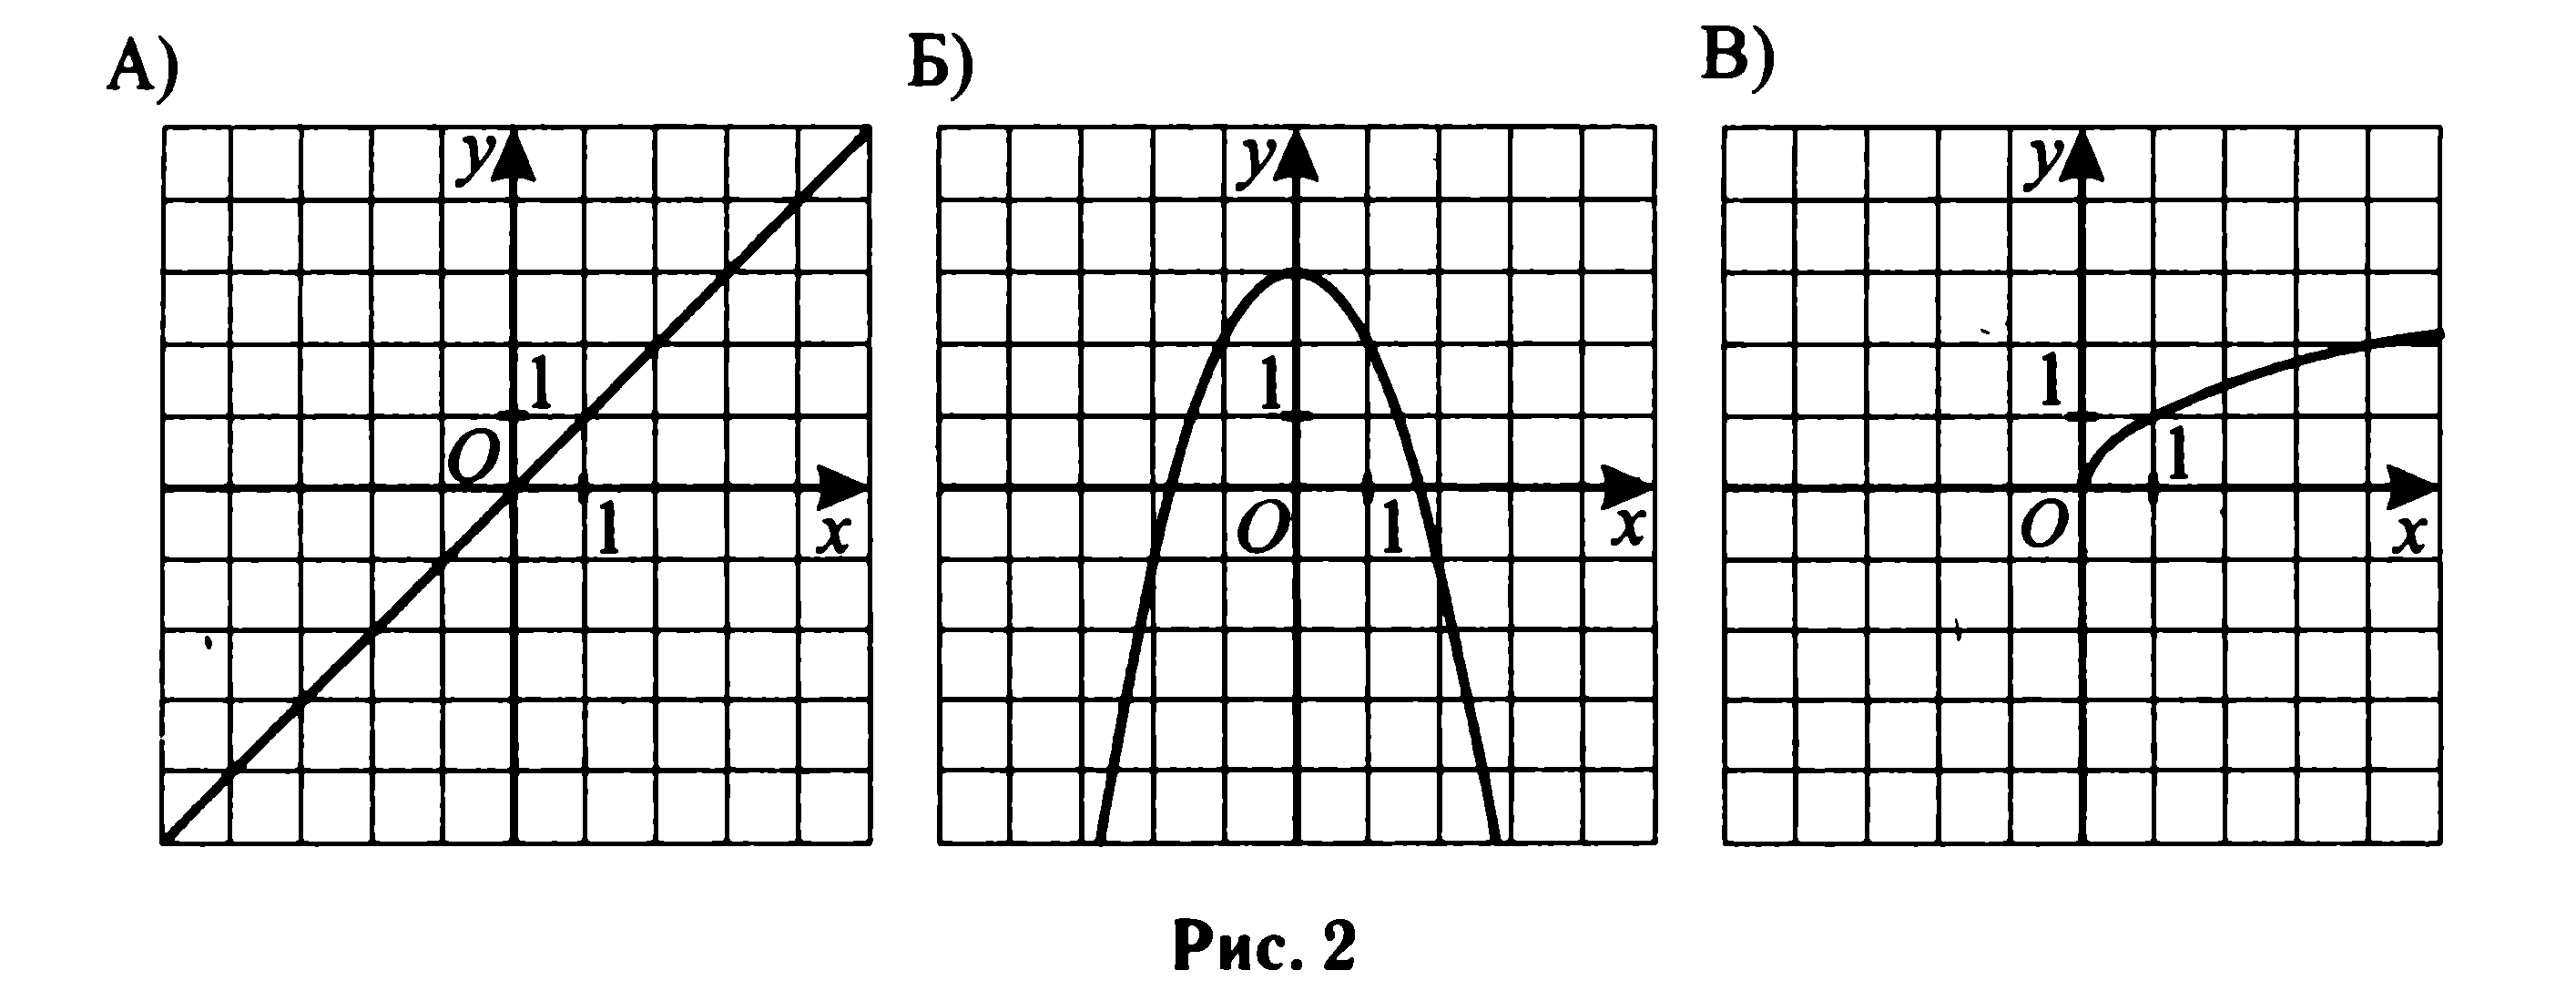 А) Б) В)
y y y
1 1 1
O 1
x x x
1 O 1 O
Рис. 2